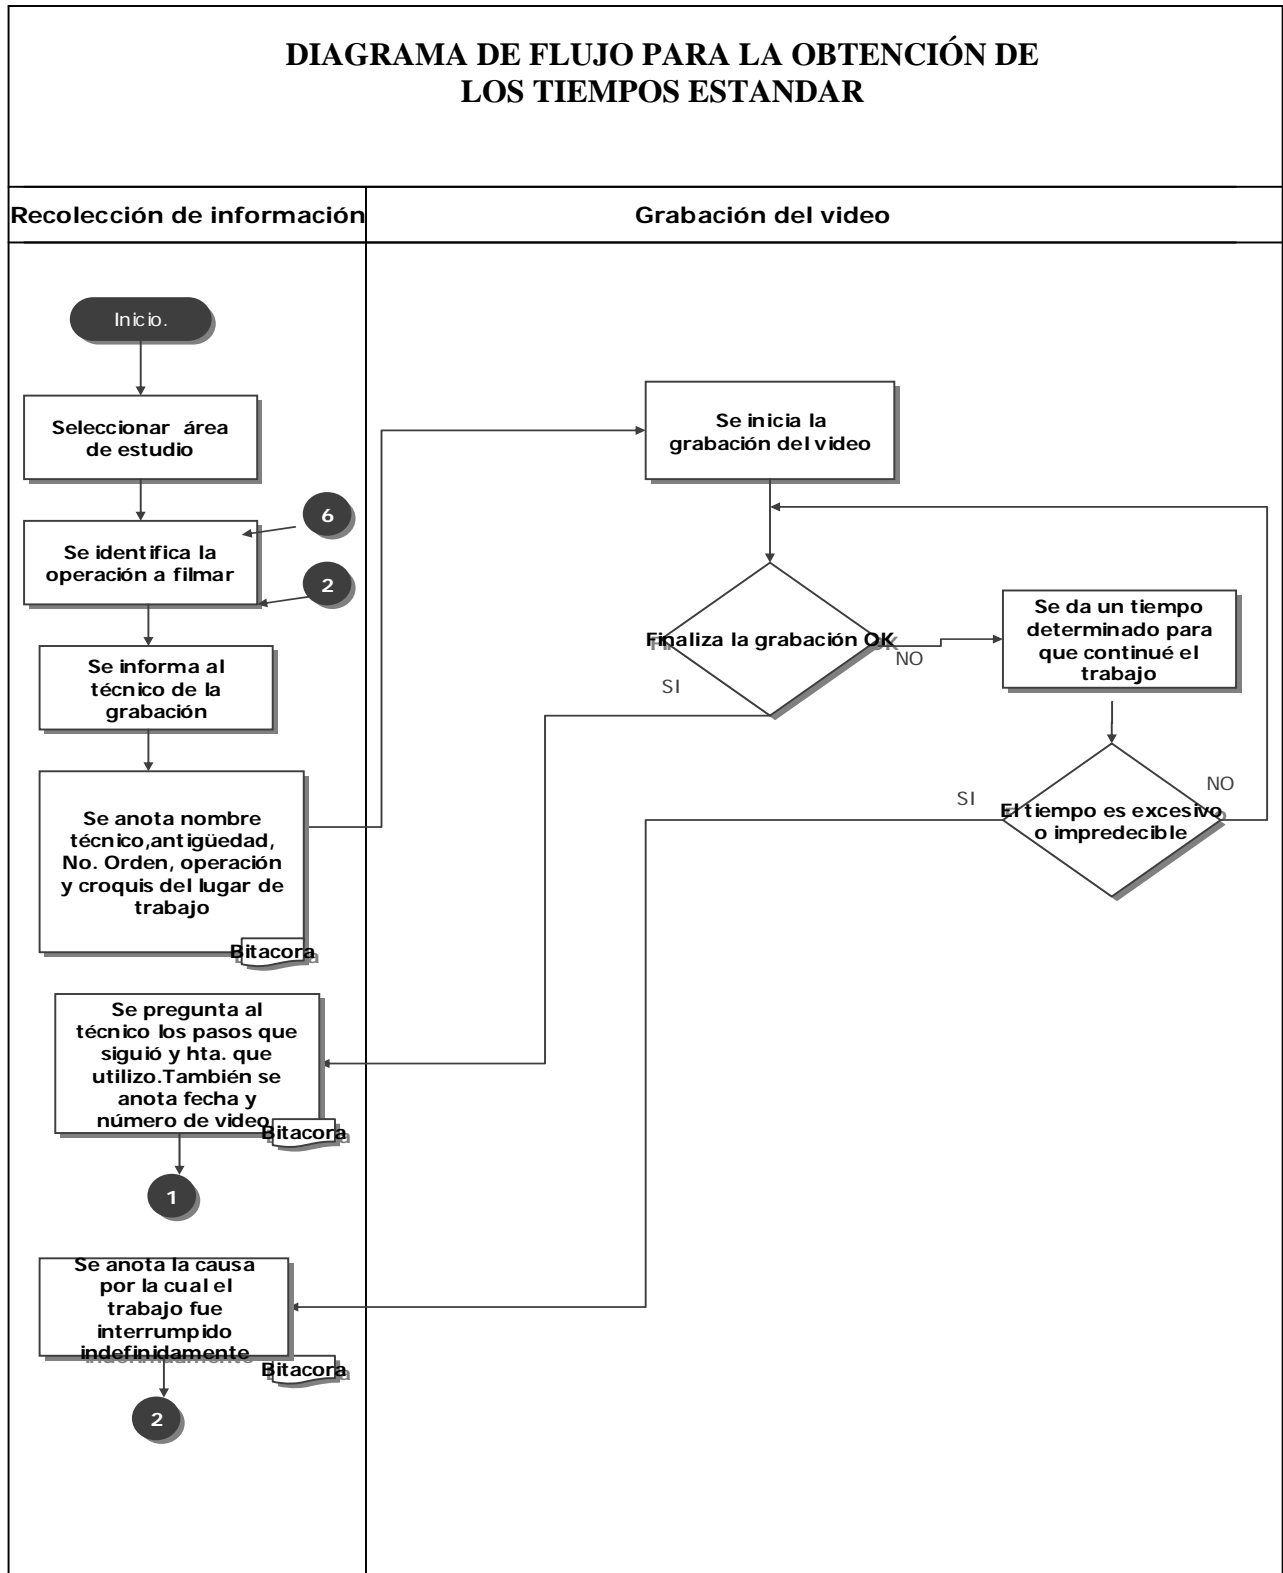 DIAGRAMA DE FLUJO PARA LA OBTENCIÓN DE
LOS TIEMPOS ESTANDAR
Recolección de información
Grabación del video
Inicio.
Seleccionar área
de estudio
6
Se identifica la
operación a filmar
2
Se informa al
técnico de la
grabación
Se anota nombre
técnico,antigüedad,
No. Orden, operación
y croquis del lugar de
trabajo
Bitacora
Se pregunta al
técnico los pasos que
siguió y hta. que
utilizo.También se
anota fecha y
número de video
Bitacora
1
Se anota la causa
por la cual el
trabajo fue
interrumpido
indefinidamente
Bitacora
2
Se inicia la
grabación del video
Finaliza la grabación OK
NO
SI
Se da un tiempo
determinado para
que continué el
trabajo
El tiempo es excesivo
o impredecible
SI
NO